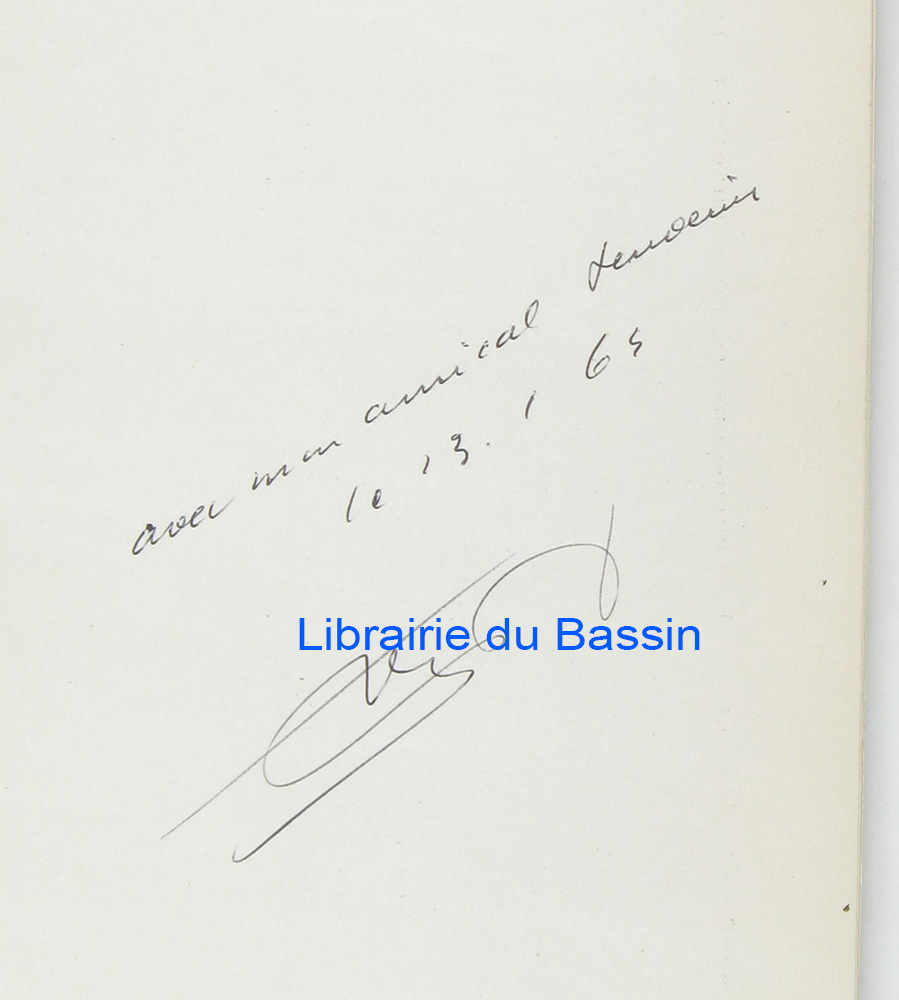 avec mon amical souvenir
le 13. 1 65
Librairie du Bassin